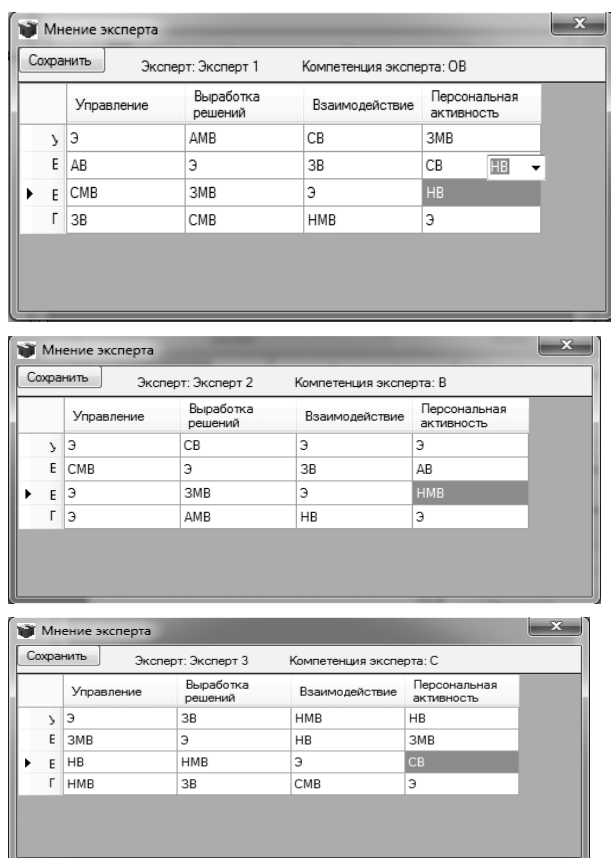 Мнение эксперта
Сохранить Эксперт: Эксперт 1 Компетенция эксперта: ОВ
Управление Выработка решений Взаимодействие Персональная активность
У Э АМВ СВ ЗМВ
Е АВ Э ЗВ СВ НВ
Е СМВ ЗМВ Э НВ
Г ЗВ СМВ НМВ Э
Мнение эксперта
Сохранить Эксперт: Эксперт 2 Компетенция эксперта: В
Управление Выработка решений Взаимодействие Персональная активность
У Э СВ Э Э
Е СМВ Э ЗВ АВ
Е Э ЗМВ Э НМВ
Г Э АМВ НВ Э
Мнение эксперта
Сохранить Эксперт: Эксперт 3 Компетенция эксперта: С
Управление Выработка решений Взаимодействие Персональная активность
У Э ЗВ НМВ НВ
Е ЗМВ Э НВ ЗМВ
Е НВ НМВ Э СВ
Г НМВ ЗВ СМВ Э